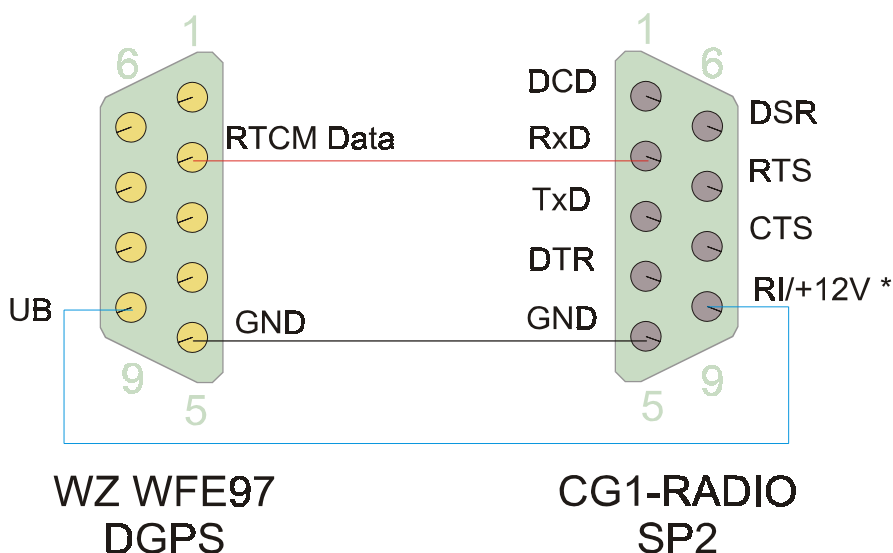 1
6
RTCM Data
UB
GND
9
5
1
6
DCD
DSR
RxD
RTS
TxD
CTS
DTR
RI/+12V *
GND
9
5
WZ WFE97
DGPS
CG1-RADIO
SP2